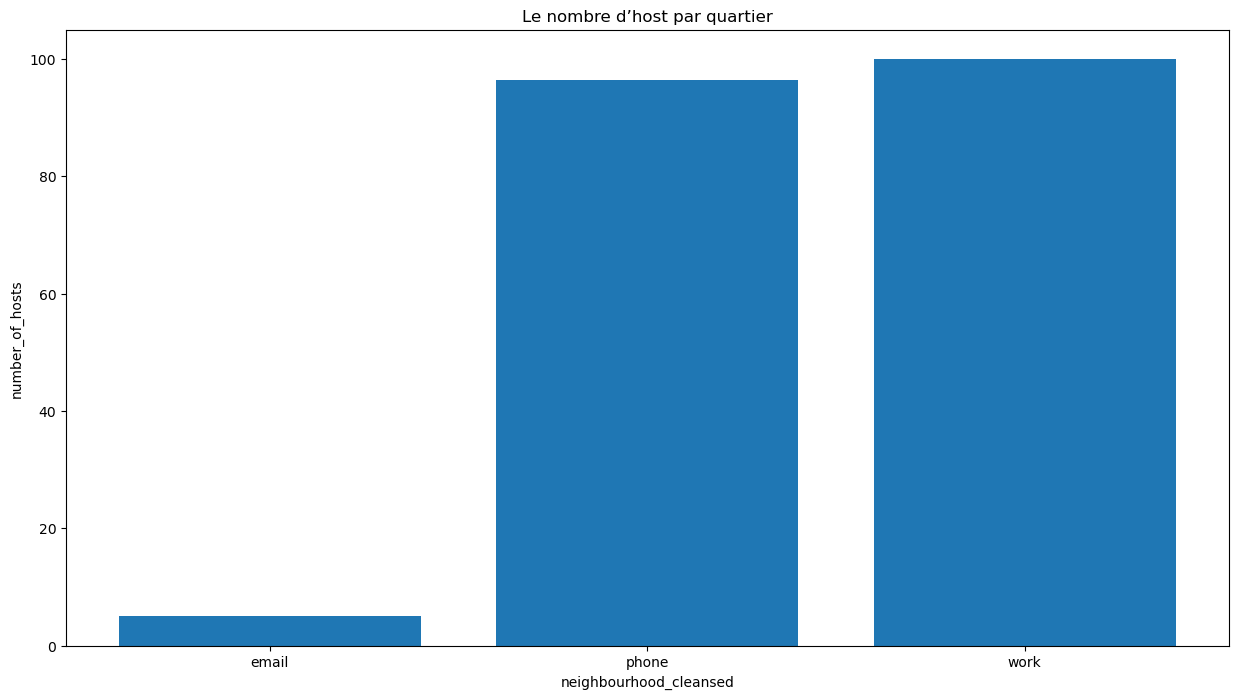 Le nombre d’host par quartier
100
80
60
40
20
0
number_of_hosts
email phone work
neighbourhood_cleansed